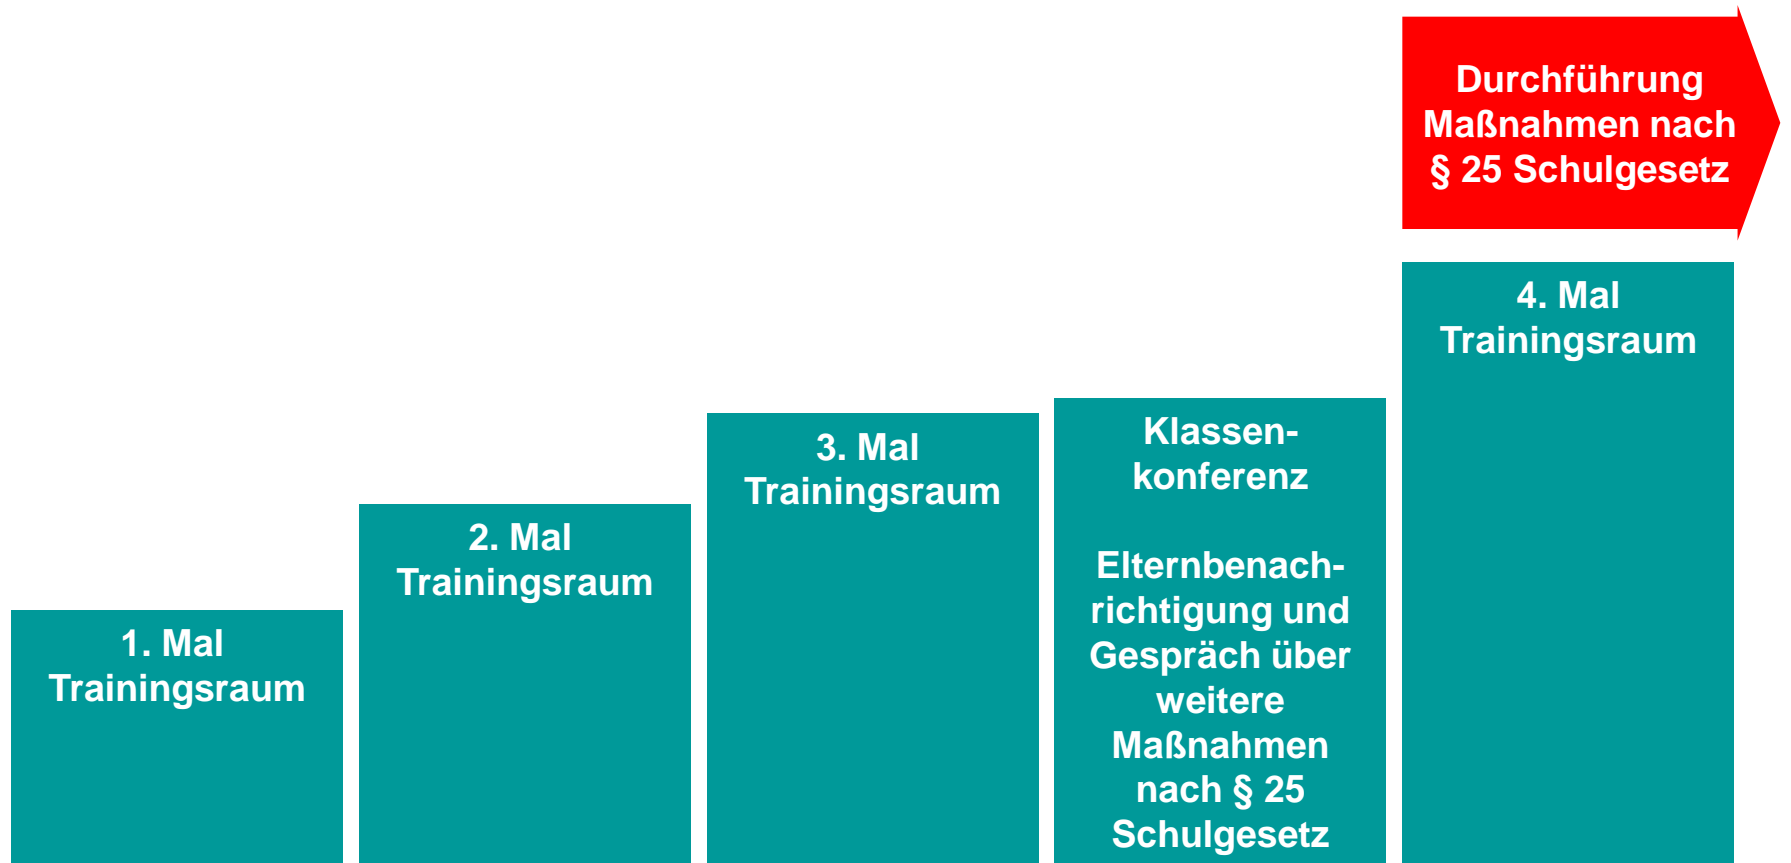 1. Mal
Trainingsraum
2. Mal
Trainingsraum
3. Mal
Trainingsraum
Klassen-
konferenz
Elternbenach-
richtigung und
Gespräch über
weitere
Maßnahmen
nach § 25
Schulgesetz
4. Mal
Trainingsraum
Durchführung
Maßnahmen nach
§ 25 Schulgesetz